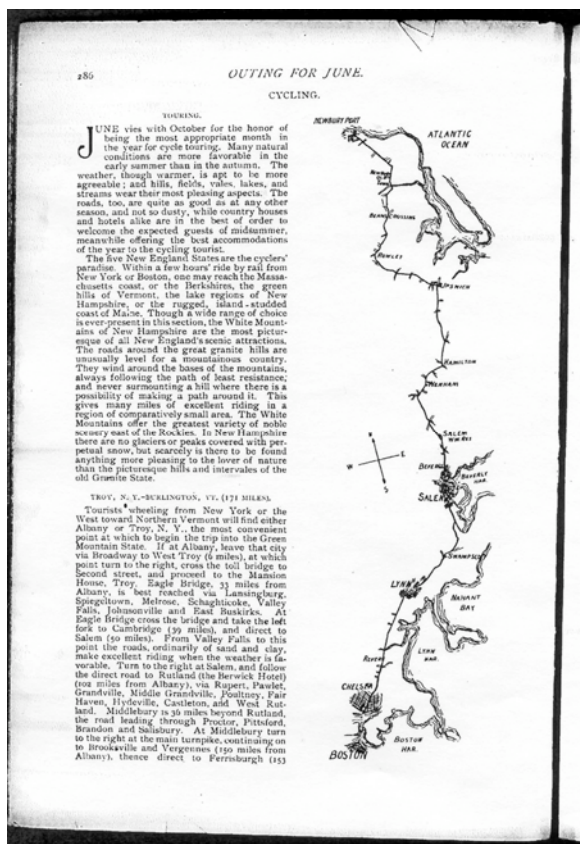 286
OUTING FOR JUNE.
CYCLING.
TOURING.
JUNE vies with October for the honor of
being the most appropriate month in
the year for cycle touring. Many natural
conditions are more favorable in the
early summer than in the autumn. The
weather, though warmer, is apt to be more
agreeable; and hills, fields, vales, lakes, and
streams wear their most pleasing aspects. The
roads, too, are quite as good as at any other
season, and not so dusty, while country houses
and hotels alike are in the best of order to
welcome the expected guests of midsummer,
meanwhile offering the best accommodations
of the year to the cycling tourist.
The five New England States are the cyclers'
paradise. Within a few hours' ride by rail from
New York or Boston, one may reach the Massa-
chusetts coast, or the Berkshires, the green
hills of Vermont, the lake regions of New
Hampshire, or the rugged, island-studded
coast of Maine. Though a wide range of choice
is ever-present in this section, the White Mount-
ains of New Hampshire are the most pictur-
esque of all New England's scenic attractions.
The roads around the great granite hills are
unusually level for a mountainous country.
They wind around the bases of the mountains,
always following the path of least resistance;
and never surmounting a hill where there is a
possibility of making a path around it. This
gives many miles of excellent riding in a
region of comparatively small area. The White
Mountains offer the greatest variety of noble
scenery east of the Rockies. In New Hampshire
there are no glaciers or peaks covered with per-
petual snow, but scarcely is there to be found
anything more pleasing to the lover of nature
than the picturesque hills and intervales of the
old Granite State.
TROY, N. Y.-BURLINGTON, VT. (171 MILES).
Tourists wheeling from New York or the
West toward Northern Vermont will find either
Albany or Troy, N. Y., the most convenient
point at which to begin the trip into the Green
Mountain State. If at Albany, leave that city
via Broadway to West Troy (6 miles), at which
point turn to the right, cross the toll bridge to
Second street, and proceed to the Mansion
House, Troy. Eagle Bridge, 33 miles from
Albany, is best reached via Lansingburg,
Spiegeltown, Melrose, Schaghticoke, Valley
Falls, Johnsonville and East Buskirks. At
Eagle Bridge cross the bridge and take the left
fork to Cambridge (39 miles), and direct to
Salem (50 miles). From Valley Falls to this
point the roads, ordinarily of sand and clay,
make excellent riding when the weather is fa-
vorable. Turn to the right at Salem, and follow
the direct road to Rutland (the Berwick Hotel)
(102 miles from Albany), via Rupert, Pawlet,
Grandville, Middle Grandville, Poultney, Fair
Haven, Hydeville, Castleton, and West Rut-
land. Middlebury is 36 miles beyond Rutland,
the road leading through Proctor, Pittsford,
Brandon and Salisbury. At Middlebury turn
to the right at the main turnpike, continuing on
to Brooksville and Vergennes (150 miles from
Albany), thence direct to Ferrisburgh (153
NEWBURY PORT
ATLANTIC
OCEAN
ROWLEY
IPSWICH
HAMILTON
WENHAM
N
W
E
S
SALEM
BEVERLY
BEVERLY
HAR.
SALEM
SWAMPSCOTT
LYNN
NAHANT
BAY
LYNN
HAR.
REVERE
CHELSEA
BOSTON
HAR.
BOSTON